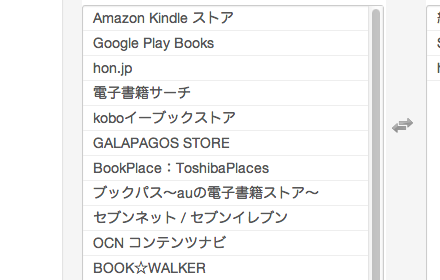 Amazon Kindle ストア
Google Play Books
hon.jp
電子書籍サーチ
koboイーブックストア
GALAPAGOS STORE
BookPlace：ToshibaPlaces
ブックパス〜auの電子書籍ストア〜
セブンネット / セブンイレブン
OCN コンテンツナビ
BOOK☆WALKER